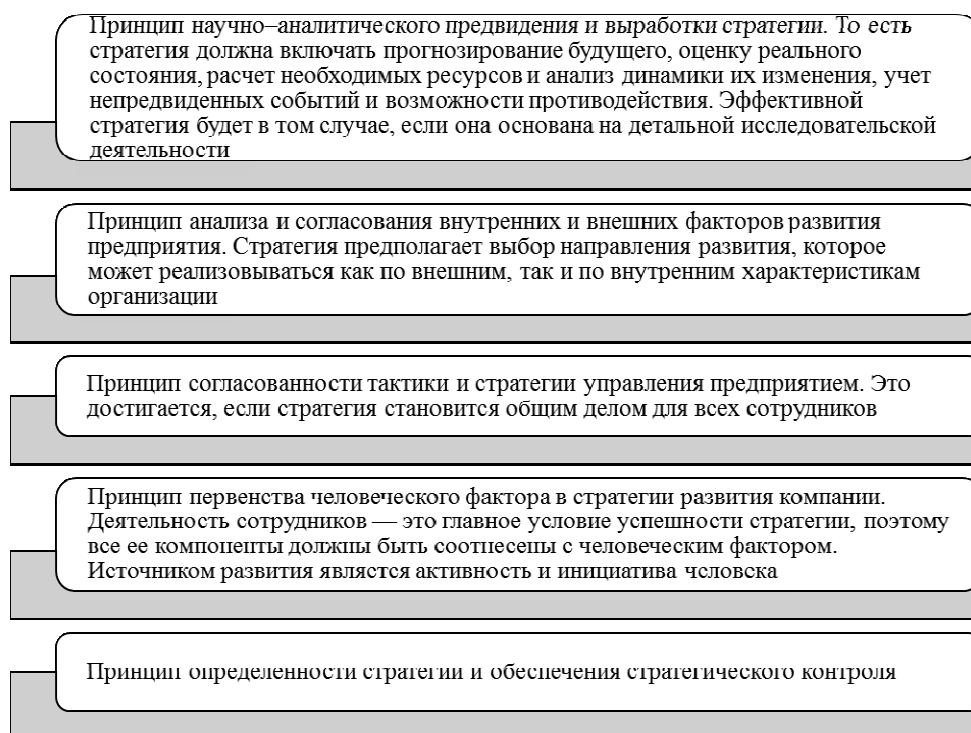 Принцип научно–аналитического предвидения и выработки стратегии. То есть
стратегия должна включать прогнозирование будущего, оценку реального
состояния, расчет необходимых ресурсов и анализ динамики их изменения, учет
непредвиденных событий и возможности противодействия. Эффективной
стратегия будет в том случае, если она основана на детальной исследовательской
деятельности
Принцип анализа и согласования внутренних и внешних факторов развития
предприятия. Стратегия предполагает выбор направления развития, которое
может реализовываться как по внешним, так и по внутренним характеристикам
организации
Принцип согласованности тактики и стратегии управления предприятием. Это
достигается, если стратегия становится общим делом для всех сотрудников
Принцип первенства человеческого фактора в стратегии развития компании.
Деятельность сотрудников — это главное условие успешности стратегии, поэтому
все ее компоненты должны быть соотнесены с человеческим фактором.
Источником развития является активность и инициатива человека
Принцип определенности стратегии и обеспечения стратегического контроля